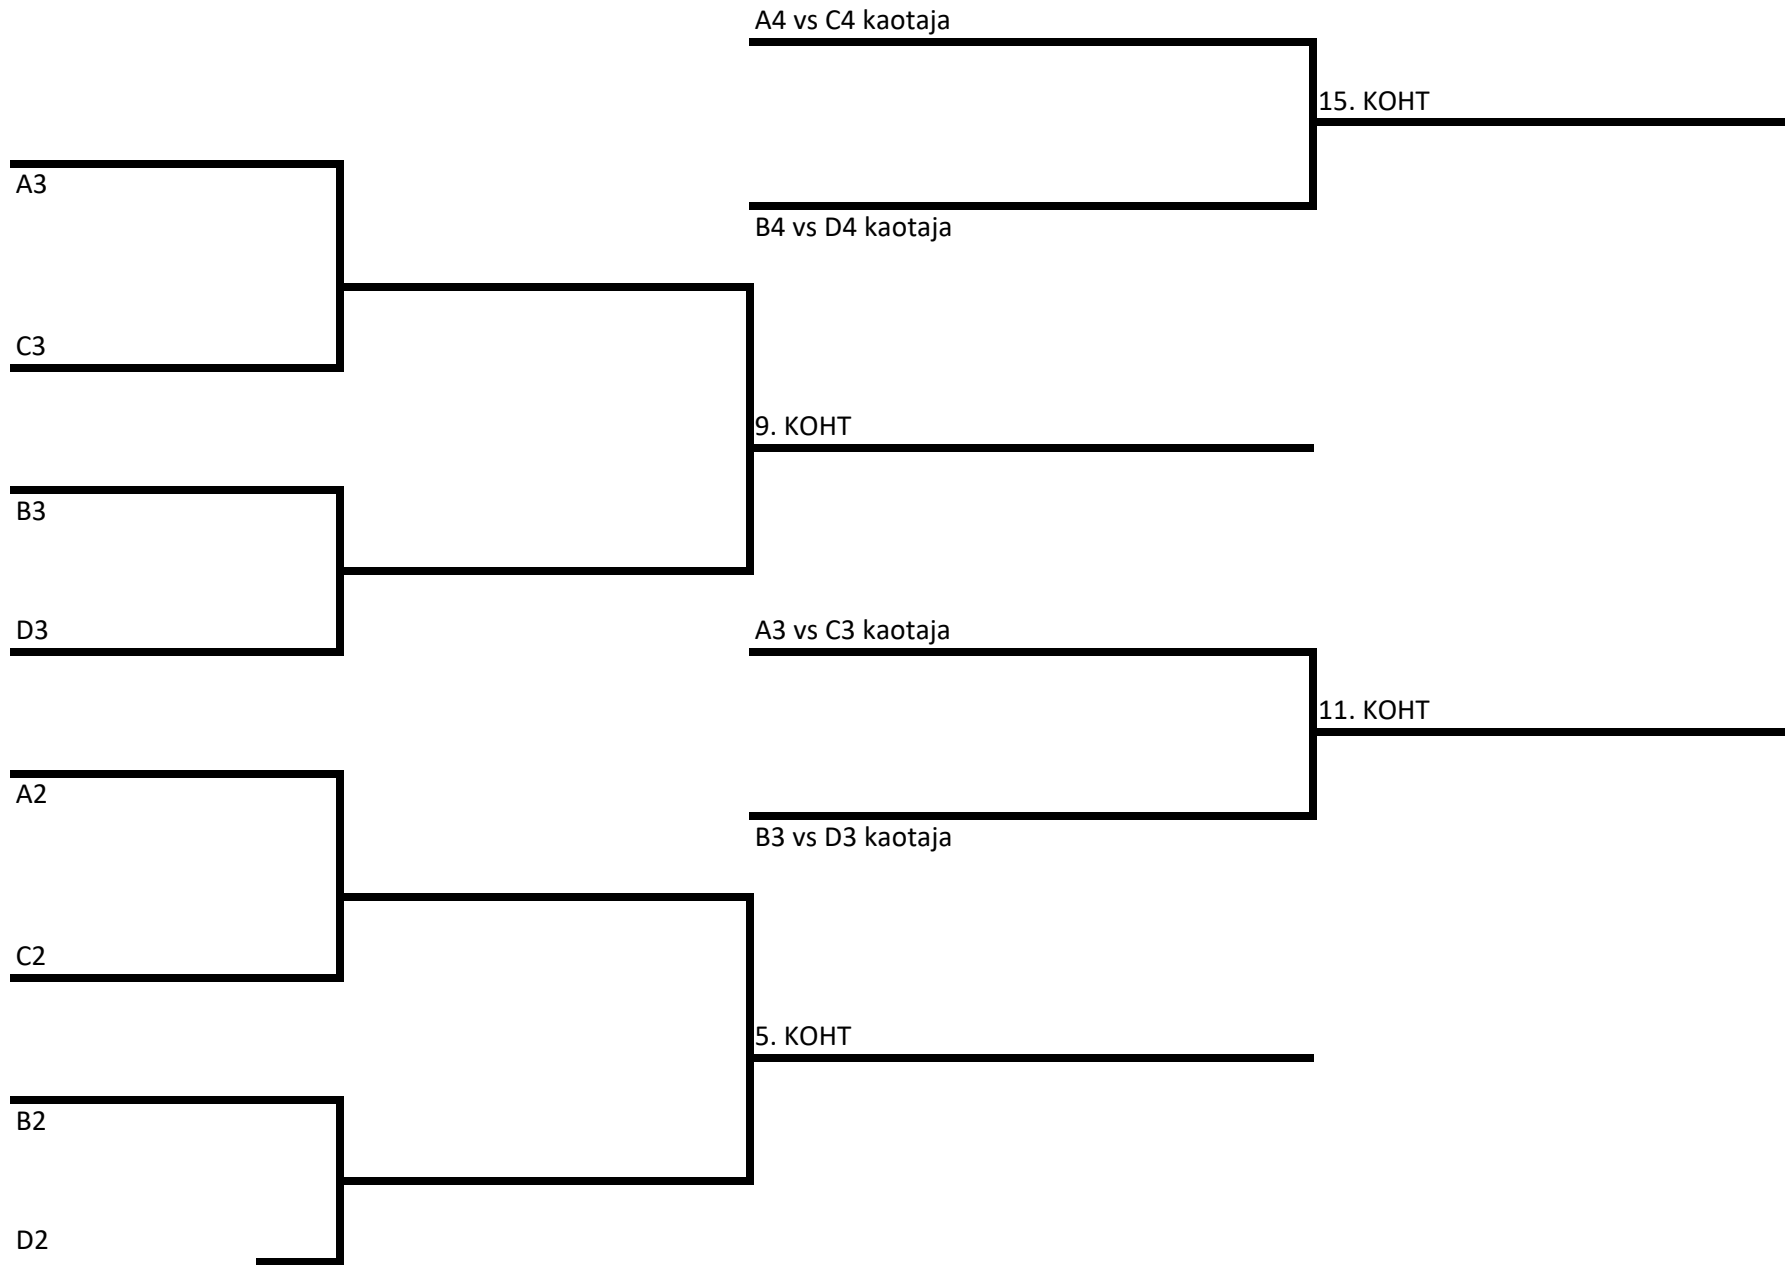 A4 vs C4 kaotaja
15. KOHT
A3
B4 vs D4 kaotaja
C3
9. KOHT
B3
D3
A3 vs C3 kaotaja
11. KOHT
A2
B3 vs D3 kaotaja
C2
5. KOHT
B2
D2